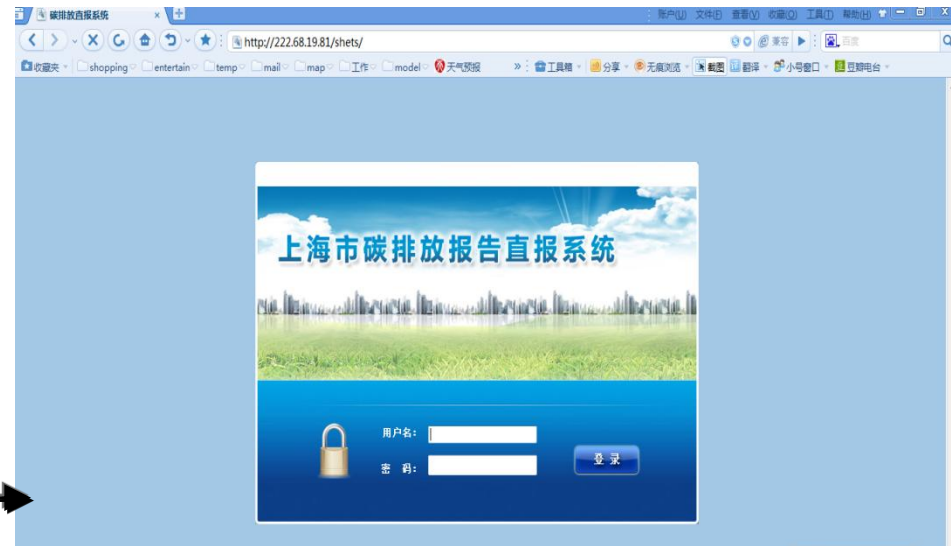 碳排放直报系统
账户(U) 文件(F) 查看(V) 收藏(O) 工具(T) 帮助(H)
http://222.68.19.81/shets/ 兼容 百度
收藏夹 shopping entertain temp mail map 工作 model 天气预报 » 工具箱 分享 无痕浏览 截图 翻译 小号窗口 豆瓣电台
上海市碳排放报告直报系统
用户名:
密 码:
登 录